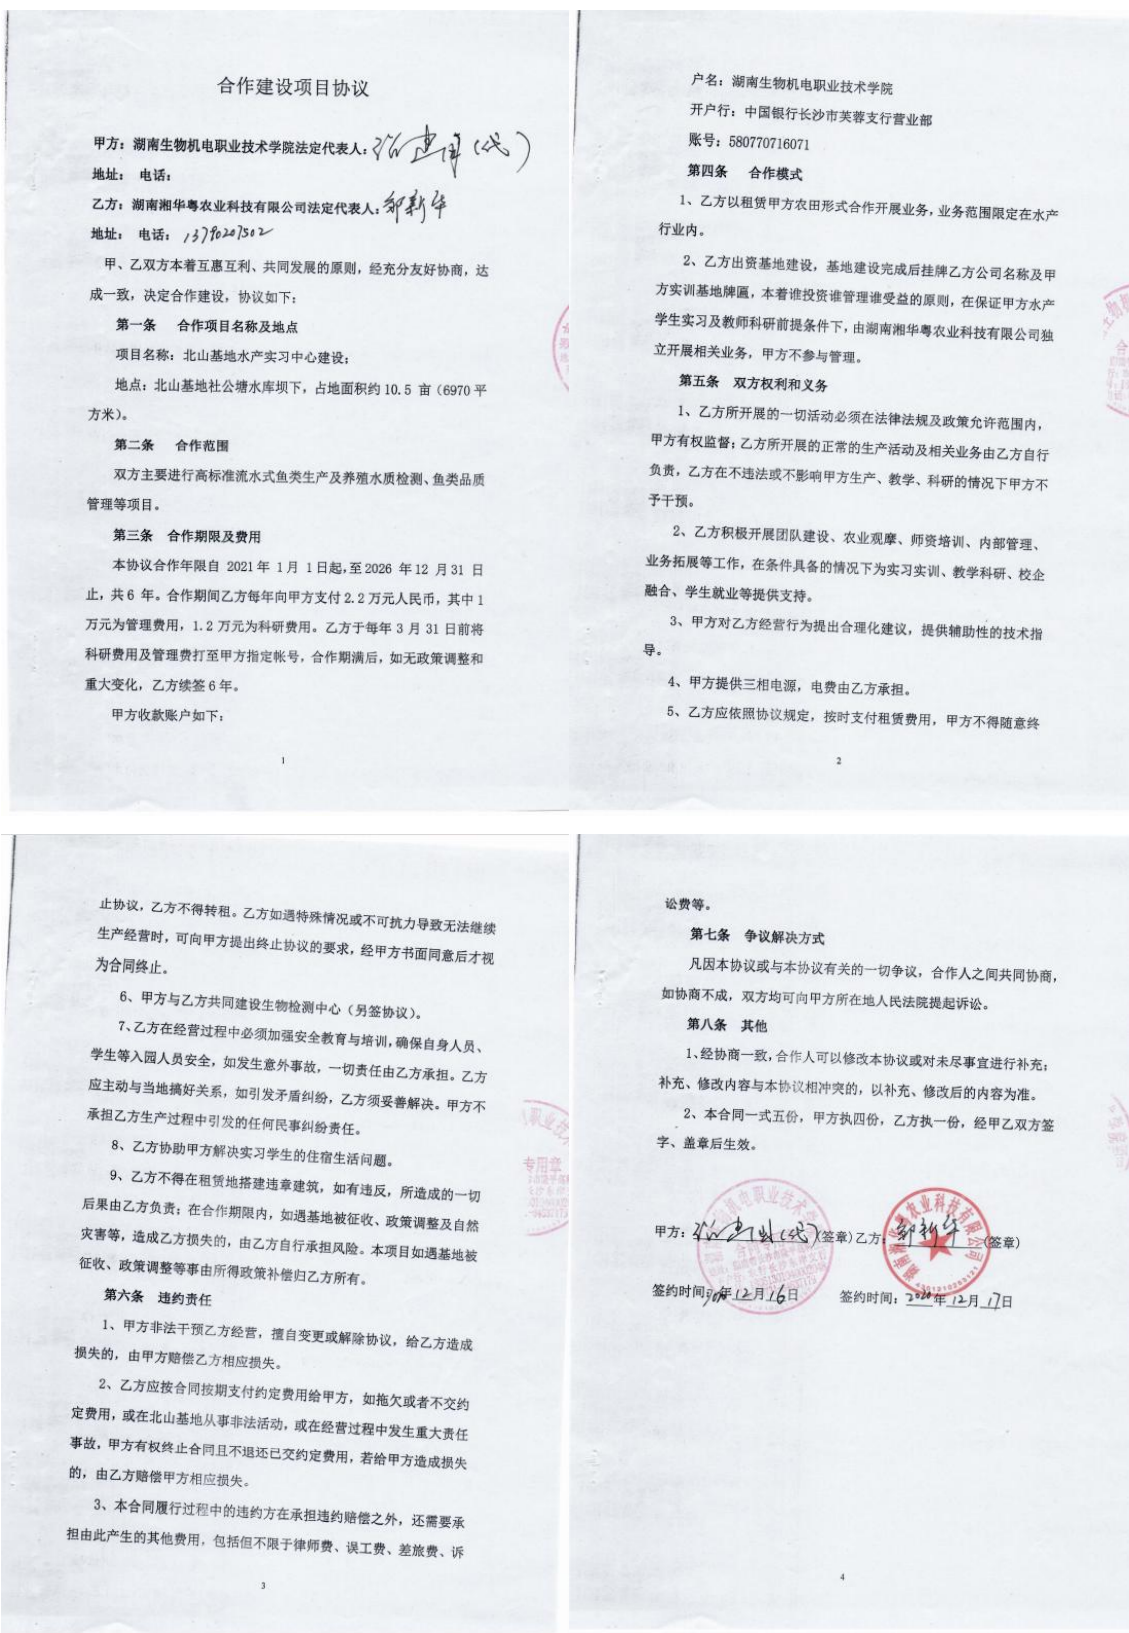 合作建设项目协议
甲方：湖南生物机电职业技术学院法定代表人：
地址： 电话：
乙方：湖南湘华粤农业科技有限公司法定代表人：邹新华
地址： 电话：13790207502
甲、乙双方本着互惠互利、共同发展的原则，经充分友好协商，达
成一致，决定合作建设，协议如下：
第一条 合作项目名称及地点
项目名称：北山基地水产实习中心建设；
地点：北山基地社公塘水库坝下，占地面积约 10.5 亩（6970 平
方米）。
第二条 合作范围
双方主要进行高标准流水式鱼类生产及养殖水质检测、鱼类品质
管理等项目。
第三条 合作期限及费用
本协议合作年限自 2021 年 1 月 1 日起，至 2026 年 12 月 31 日
止，共 6 年。合作期间乙方每年向甲方支付 2.2 万元人民币，其中 1
万元为管理费用，1.2 万元为科研费用。乙方于每年 3 月 31 日前将
科研费用及管理费打至甲方指定帐号，合作期满后，如无政策调整和
重大变化，乙方续签 6 年。
甲方收款账户如下：
1
户名：湖南生物机电职业技术学院
开户行：中国银行长沙市芙蓉支行营业部
账号：580770716071
第四条 合作模式
1、乙方以租赁甲方农田形式合作开展业务，业务范围限定在水产
行业内。
2、乙方出资基地建设，基地建设完成后挂牌乙方公司名称及甲
方实训基地牌匾，本着谁投资谁管理谁受益的原则，在保证甲方水产
学生实习及教师科研前提条件下，由湖南湘华粤农业科技有限公司独
立开展相关业务，甲方不参与管理。
第五条 双方权利和义务
1、乙方所开展的一切活动必须在法律法规及政策允许范围内，
甲方有权监督；乙方所开展的正常的生产活动及相关业务由乙方自行
负责，乙方在不违法或不影响甲方生产、教学、科研的情况下甲方不
予干预。
2、乙方积极开展团队建设、农业观摩、师资培训、内部管理、
业务拓展等工作，在条件具备的情况下为实习实训、教学科研、校企
融合、学生就业等提供支持。
3、甲方对乙方经营行为提出合理化建议，提供辅助性的技术指
导。
4、甲方提供三相电源，电费由乙方承担。
5、乙方应依照协议规定，按时支付租赁费用，甲方不得随意终
2
止协议，乙方不得转租。乙方如遇特殊情况或不可抗力导致无法继续
生产经营时，可向甲方提出终止协议的要求，经甲方书面同意后才视
为合同终止。
6、甲方与乙方共同建设生物检测中心（另签协议）。
7、乙方在经营过程中必须加强安全教育与培训，确保自身人员、
学生等入园人员安全，如发生意外事故，一切责任由乙方承担。乙方
应主动与当地搞好关系，如引发矛盾纠纷，乙方须妥善解决。甲方不
承担乙方生产过程中引发的任何民事纠纷责任。
8、乙方协助甲方解决实习学生的住宿生活问题。
9、乙方不得在租赁地搭建违章建筑，如有违反，所造成的一切
后果由乙方负责；在合作期限内，如遇基地被征收、政策调整及自然
灾害等，造成乙方损失的，由乙方自行承担风险。本项目如遇基地被
征收、政策调整等事由所得政策补偿归乙方所有。
第六条 违约责任
1、甲方非法干预乙方经营，擅自变更或解除协议，给乙方造成
损失的，由甲方赔偿乙方相应损失。
2、乙方应按合同按期支付约定费用给甲方，如拖欠或者不交约
定费用，或在北山基地从事非法活动，或在经营过程中发生重大责任
事故，甲方有权终止合同且不退还已交约定费用，若给甲方造成损失
的，由乙方赔偿甲方相应损失。
3、本合同履行过程中的违约方在承担违约赔偿之外，还需要承
担由此产生的其他费用，包括但不限于律师费、误工费、差旅费、诉
3
讼费等。
第七条 争议解决方式
凡因本协议或与本协议有关的一切争议，合作人之间共同协商，
如协商不成，双方均可向甲方所在地人民法院提起诉讼。
第八条 其他
1、经协商一致，合作人可以修改本协议或对未尽事宜进行补充；
补充、修改内容与本协议相冲突的，以补充、修改后的内容为准。
2、本合同一式五份，甲方执四份，乙方执一份，经甲乙双方签
字、盖章后生效。
甲方： (签章) 乙方：邹新华 (签章)
签约时间：2020年12月16日 签约时间：2020年12月17日
4